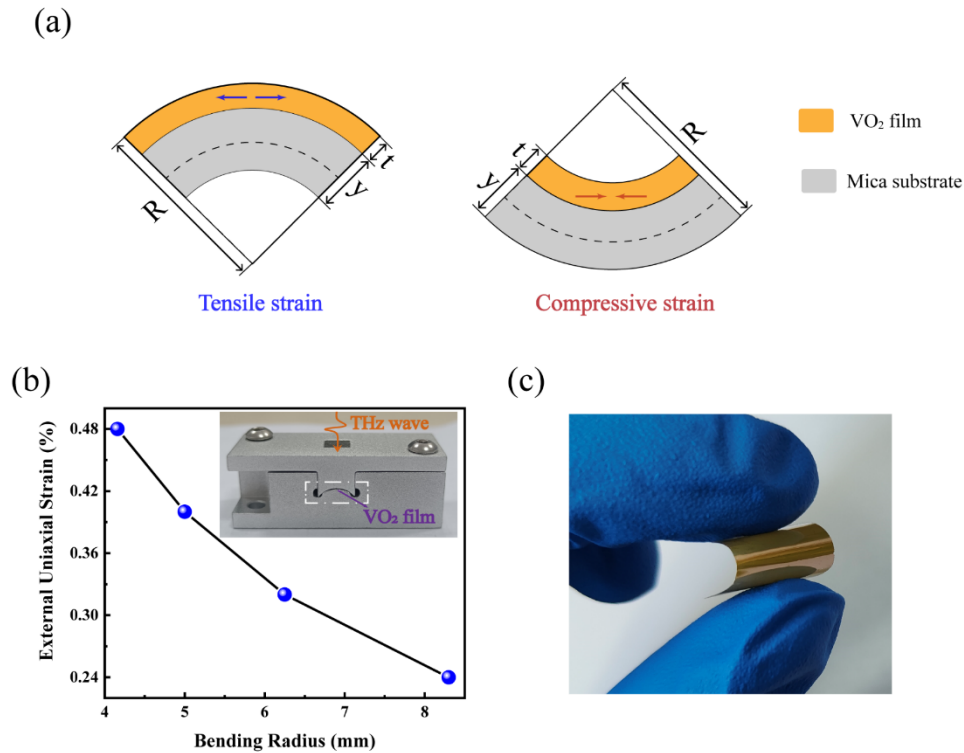 (a)
R
t
y
Tensile strain
t
y
R
Compressive strain
VO₂ film
Mica substrate
(b)
External Uniaxial Strain (%)
0.48
0.42
0.36
0.30
0.24
4
5
6
7
8
Bending Radius (mm)
THz wave
VO₂ film
(c)